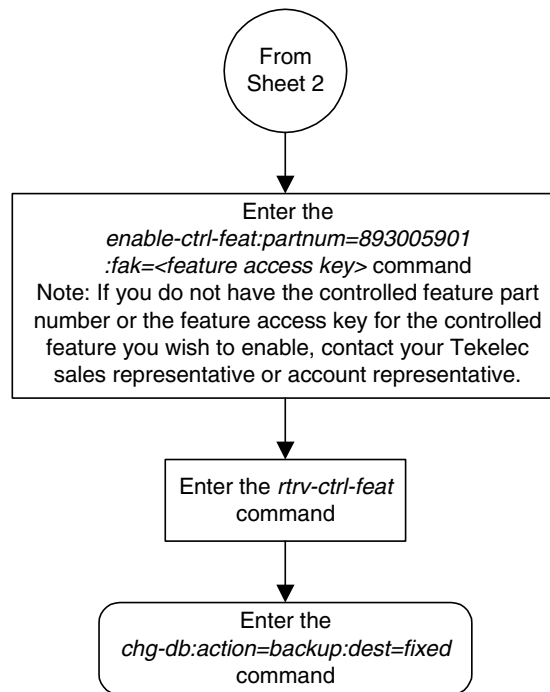 From
Sheet 2
Enter the
enable-ctrl-feat:partnum=893005901
:fak=<feature access key> command
Note: If you do not have the controlled feature part
number or the feature access key for the controlled
feature you wish to enable, contact your Tekelec
sales representative or account representative.
Enter the rtrv-ctrl-feat
command
Enter the
chg-db:action=backup:dest=fixed
command